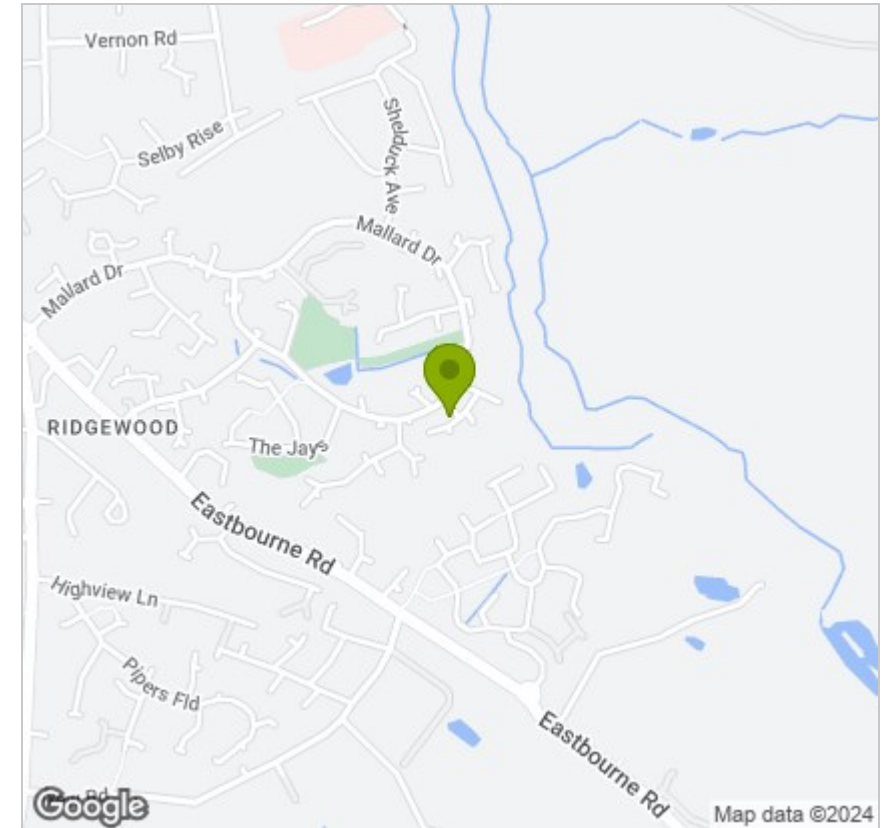 Vernon Rd
Selby Rise
Shelduck Ave
Mallard Dr
Mallard Dr
RIDGEWOOD
The Jays
Eastbourne Rd
Highview Ln
Pipers Fld
Eastbourne Rd
Rd
Google
Map data ©2024